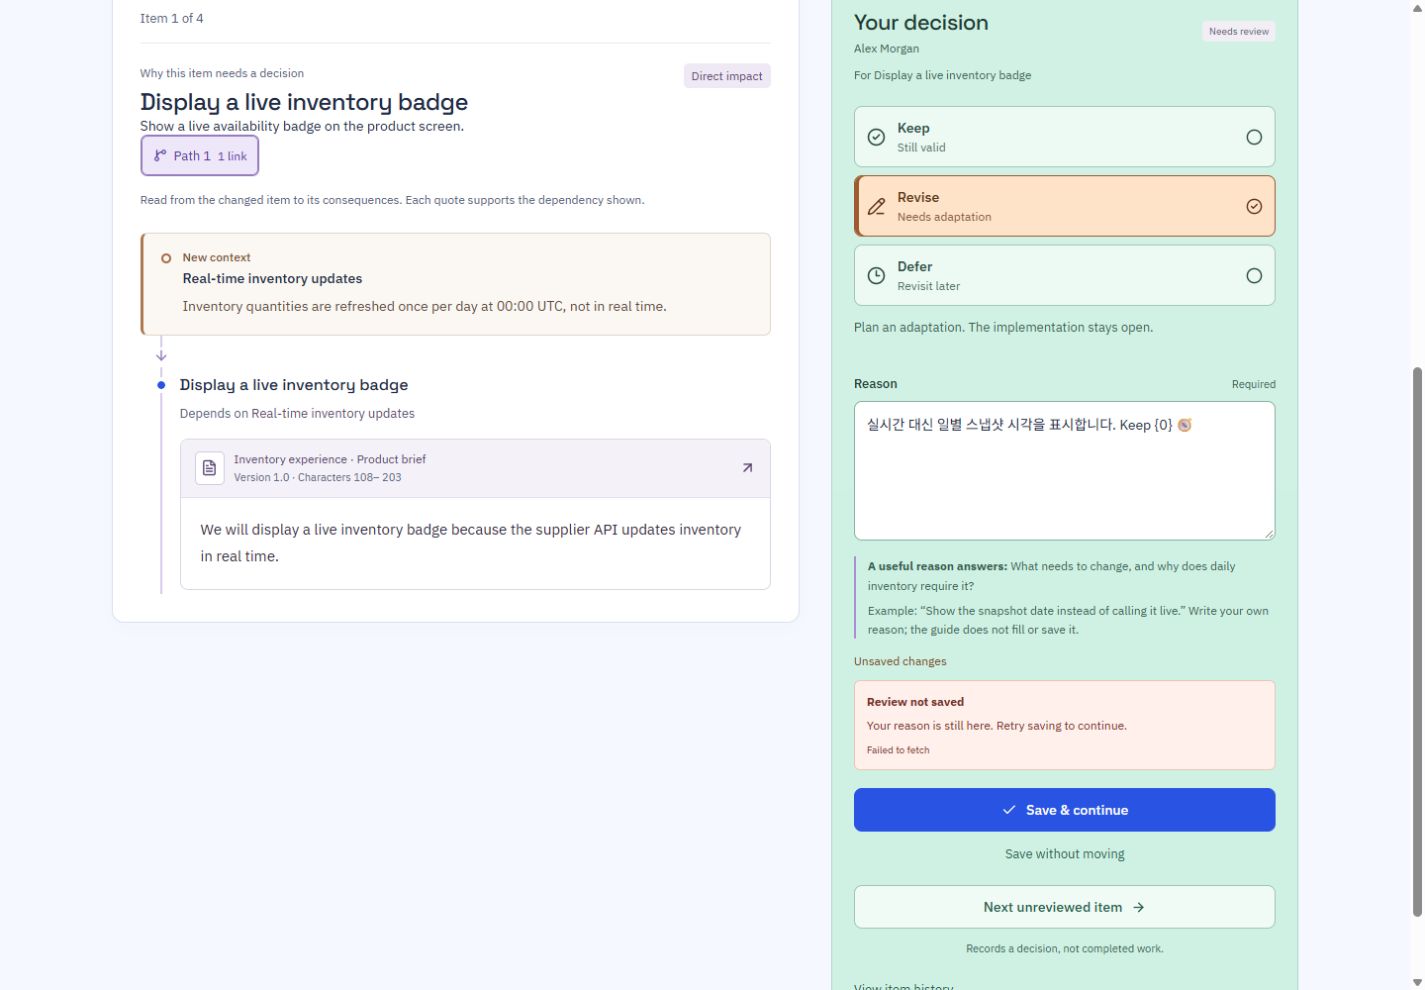 Item 1 of 4
Why this item needs a decision
Direct impact
Display a live inventory badge
Show a live availability badge on the product screen.
Path 1 1 link
Read from the changed item to its consequences. Each quote supports the dependency shown.
New context
Real-time inventory updates
Inventory quantities are refreshed once per day at 00:00 UTC, not in real time.
Display a live inventory badge
Depends on Real-time inventory updates
Inventory experience · Product brief
Version 1.0 · Characters 108– 203
We will display a live inventory badge because the supplier API updates inventory
in real time.
Your decision
Needs review
Alex Morgan
For Display a live inventory badge
Keep
Still valid
Revise
Needs adaptation
Defer
Revisit later
Plan an adaptation. The implementation stays open.
Reason
Required
실시간 대신 일별 스냅샷 시각을 표시합니다. Keep {0} 🧭
A useful reason answers: What needs to change, and why does daily
inventory require it?
Example: “Show the snapshot date instead of calling it live.” Write your own
reason; the guide does not fill or save it.
Unsaved changes
Review not saved
Your reason is still here. Retry saving to continue.
Failed to fetch
Save & continue
Save without moving
Next unreviewed item
Records a decision, not completed work.
View item history